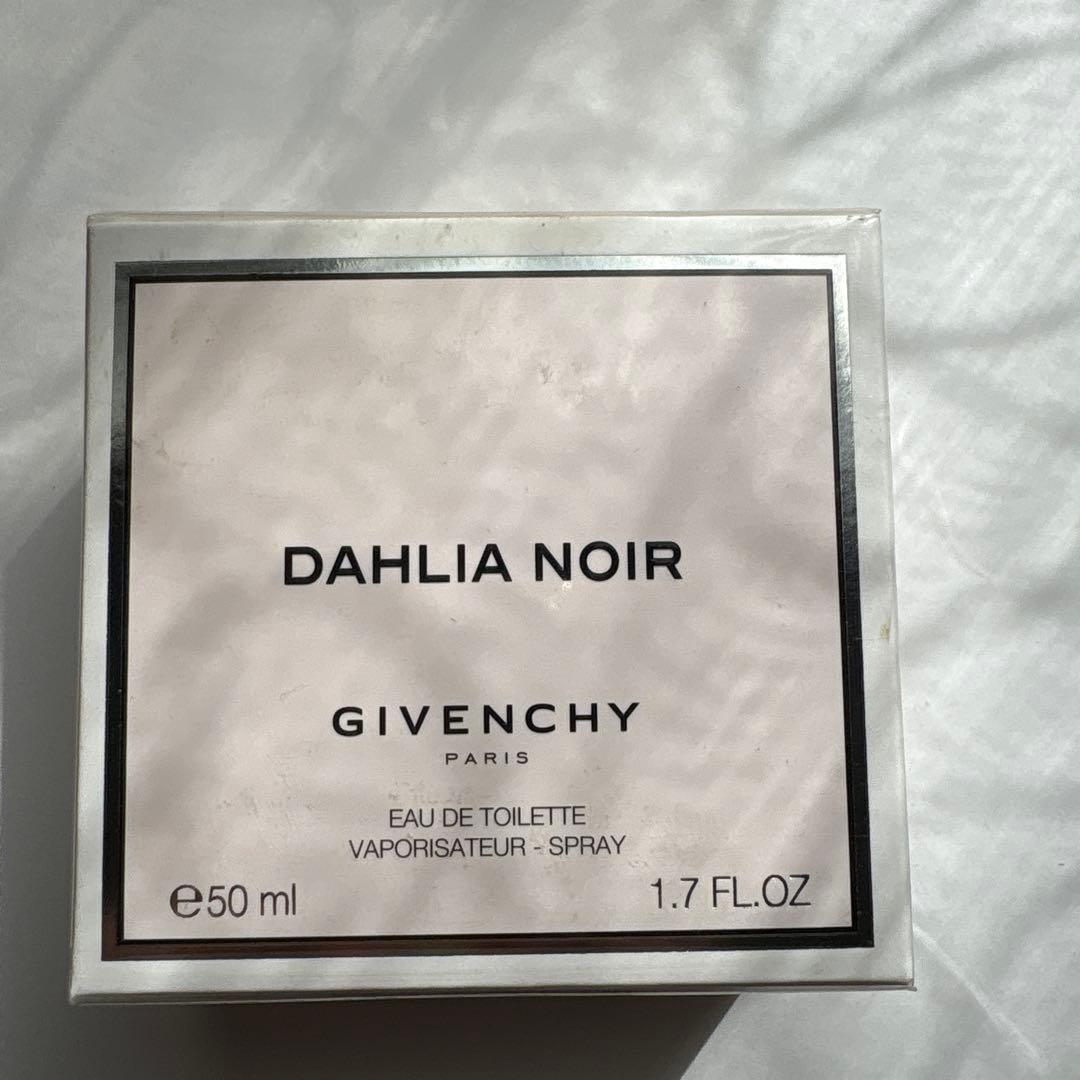 DAHLIA NOIR
GIVENCHY
PARIS
EAU DE TOILETTE
VAPORISATEUR - SPRAY
℮50 ml 1.7 FL.OZ